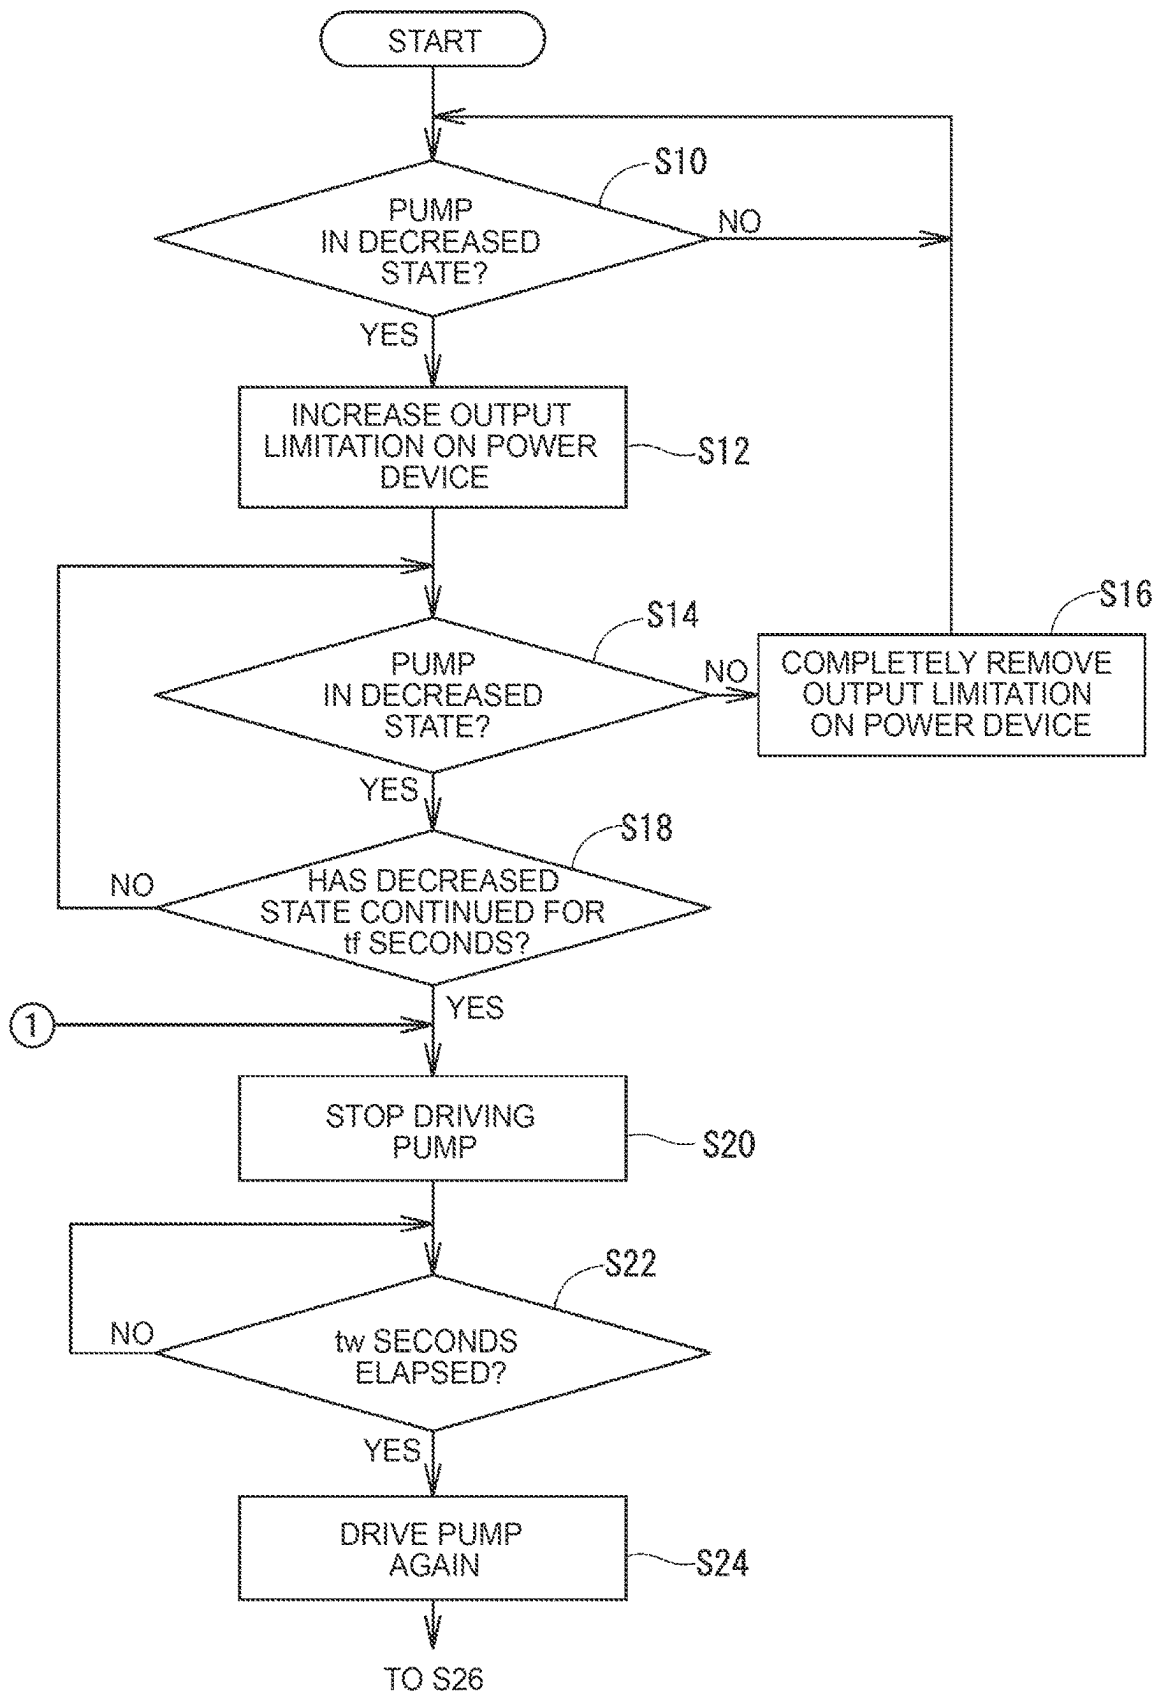 START
S10
PUMP
IN DECREASED
STATE?
NO
YES
INCREASE OUTPUT
LIMITATION ON POWER
DEVICE
S12
S14
PUMP
IN DECREASED
STATE?
NO
S16
COMPLETELY REMOVE
OUTPUT LIMITATION
ON POWER DEVICE
YES
S18
HAS DECREASED
STATE CONTINUED FOR
tf SECONDS?
NO
YES
1
STOP DRIVING
PUMP
S20
S22
tw SECONDS
ELAPSED?
NO
YES
DRIVE PUMP
AGAIN
S24
TO S26